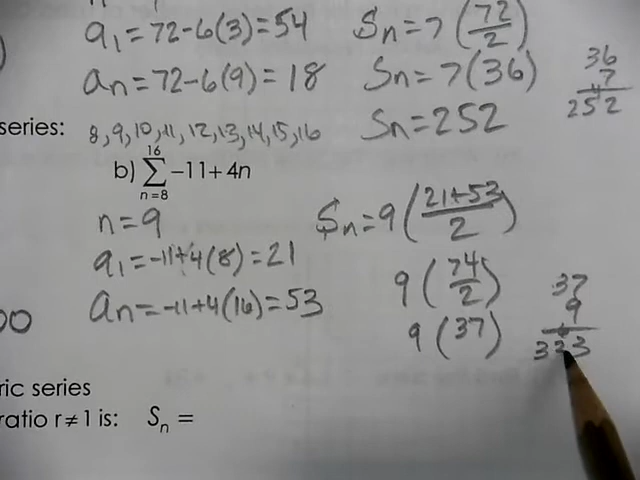 a₁ = 72-6(3) = 54
Sn = 7 (72/2)
an = 72-6(9) = 18
Sn = 7(36)
36
7
252
Sn = 252
series: 8, 9, 10, 11, 12, 13, 14, 15, 16
16
b) ∑ -11 + 4n
n = 8
n = 9
Sn = 9 (21+53/2)
a₁ = -11+4(8) = 21
9 (74/2)
an = -11+4(16) = 53
9 (37)
37
9
333
ric series
ratio r ≠ 1 is: Sn =